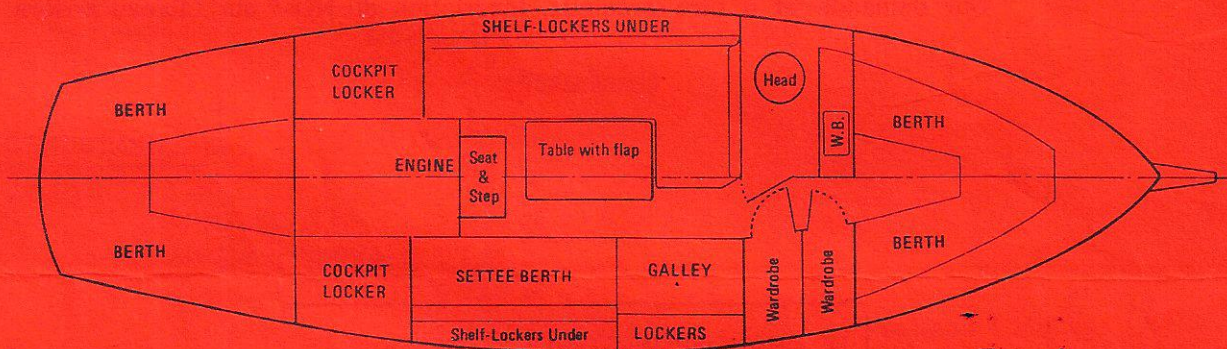 SHELF-LOCKERS UNDER
COCKPIT
LOCKER
Head
BERTH
BERTH
W.B.
ENGINE
Seat
&
Step
Table with flap
BERTH
BERTH
COCKPIT
LOCKER
SETTEE BERTH
GALLEY
Wardrobe
Wardrobe
Shelf-Lockers Under
LOCKERS